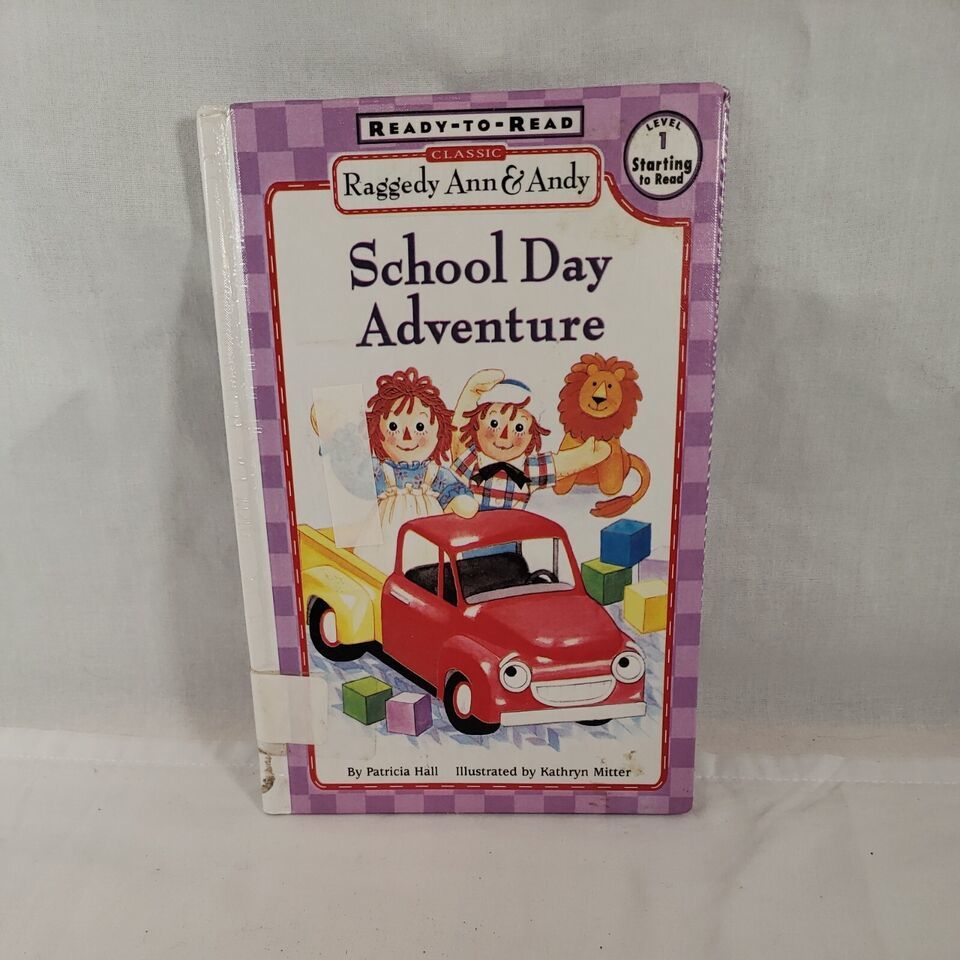 READY-TO-READ
CLASSIC
Raggedy Ann & Andy
LEVEL
1
Starting
to Read
School Day
Adventure
By Patricia Hall Illustrated by Kathryn Mitter